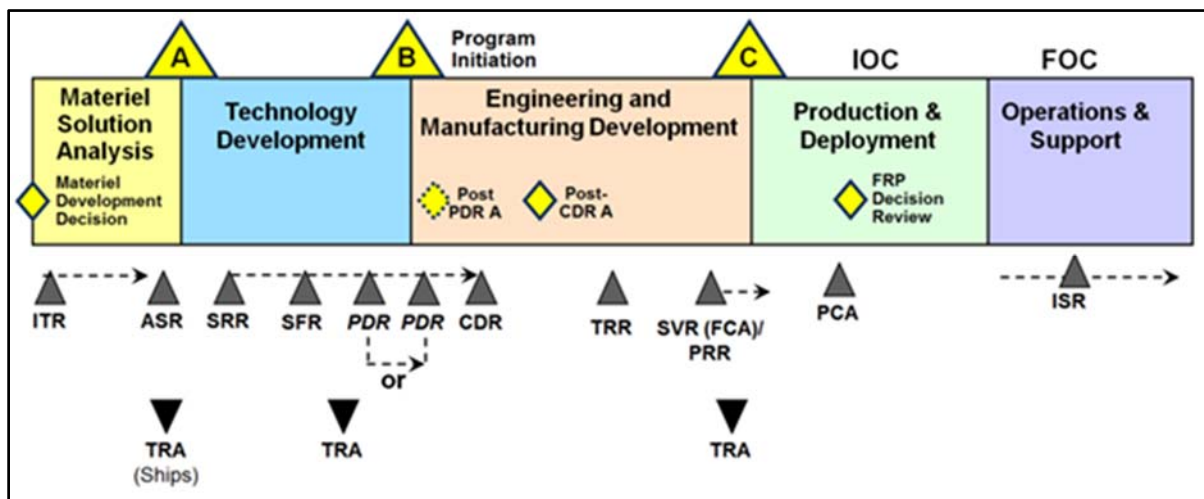 A
B
Program
Initiation
C
IOC
FOC
Materiel
Solution
Analysis
Technology
Development
Engineering and
Manufacturing Development
Production &
Deployment
Operations &
Support
Materiel
Development
Decision
Post
PDR A
Post-
CDR A
FRP
Decision
Review
ITR
ASR
SRR
SFR
PDR
PDR
CDR
TRR
SVR (FCA)/
PRR
PCA
ISR
or
TRA
(Ships)
TRA
TRA